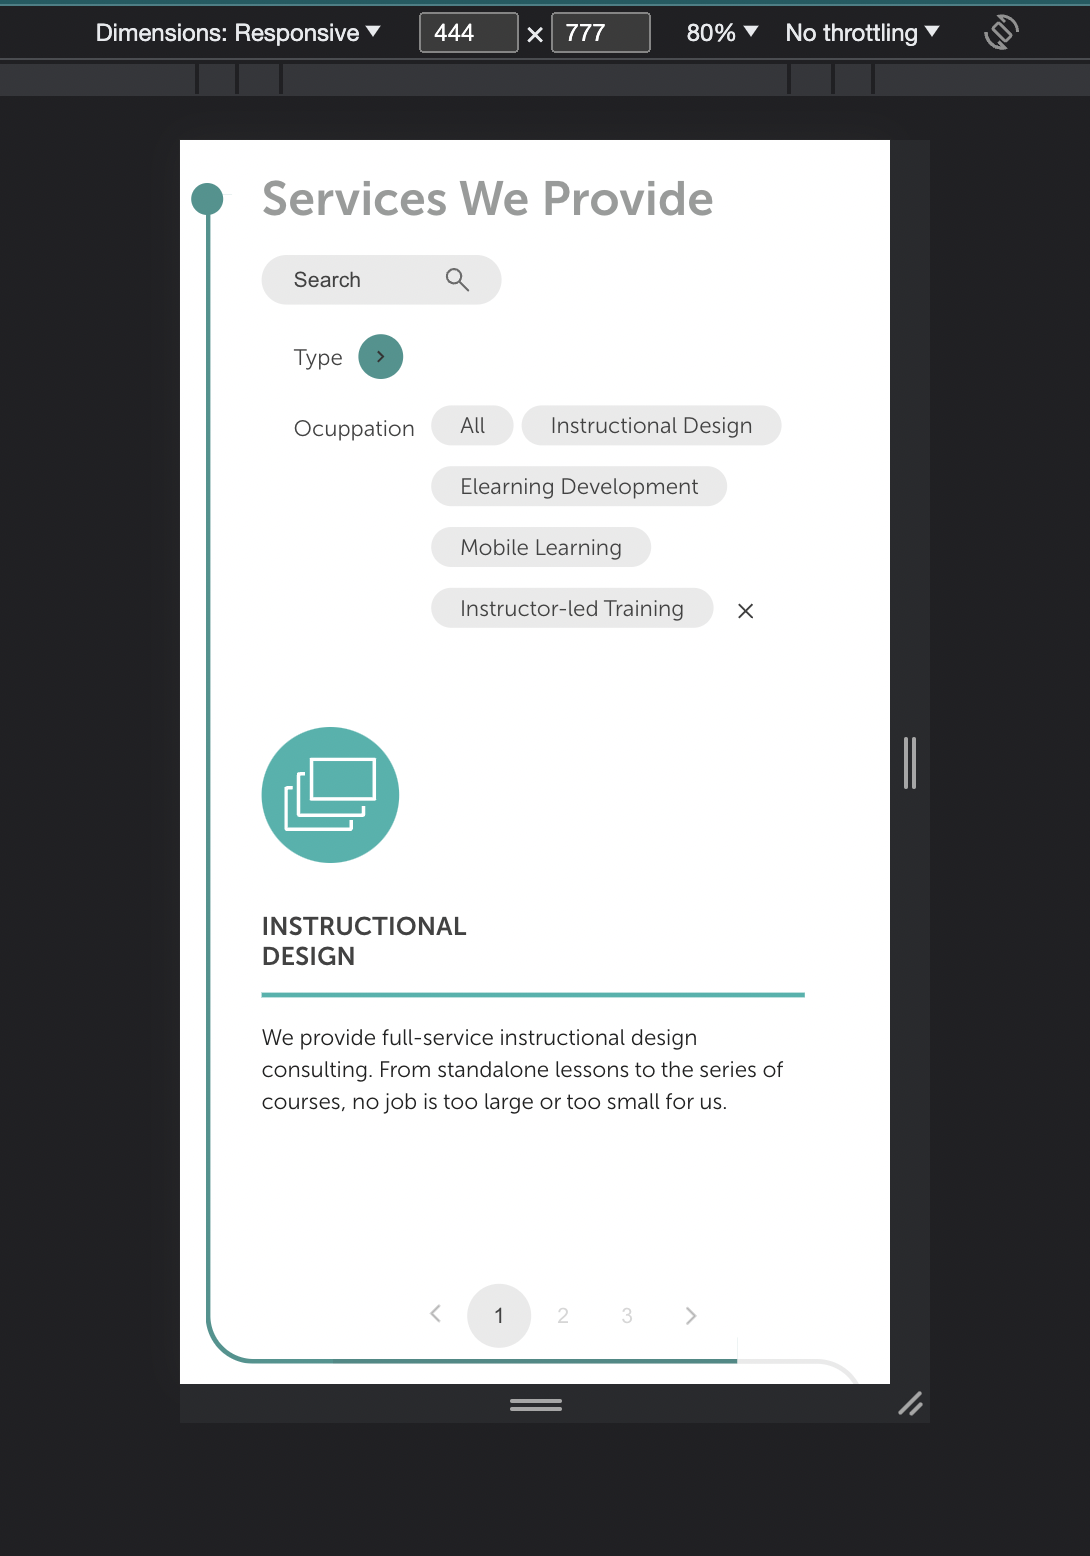 Dimensions: Responsive ▼ 444 × 777 80% ▼ No throttling ▼
Services We Provide
Search
Type
Ocuppation All Instructional Design
Elearning Development
Mobile Learning
Instructor-led Training ×
INSTRUCTIONAL
DESIGN
We provide full-service instructional design
consulting. From standalone lessons to the series of
courses, no job is too large or too small for us.
1 2 3